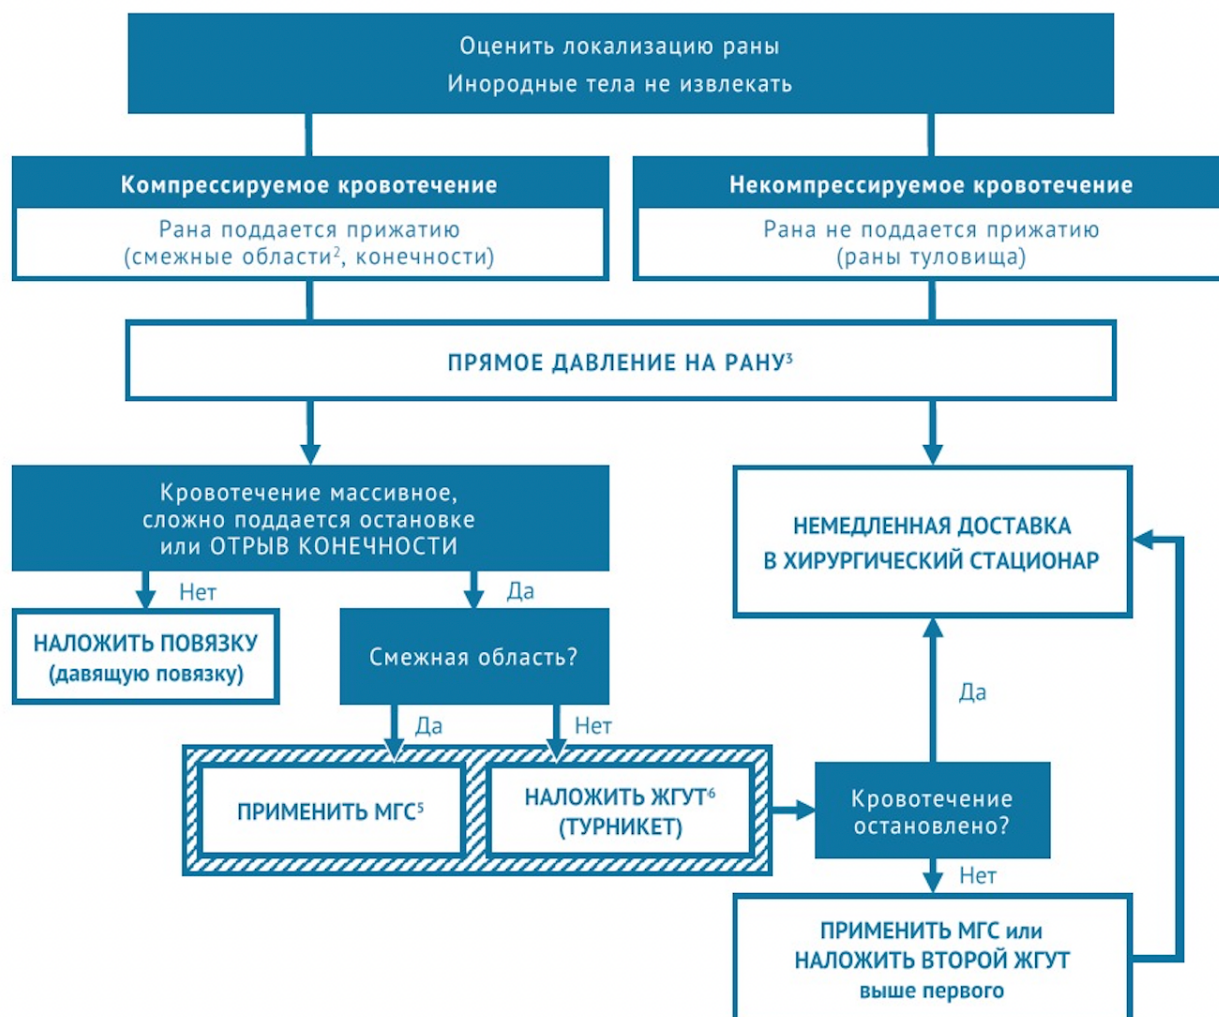 Оценить локализацию раны
Инородные тела не извлекать
Компрессируемое кровотечение
Рана поддается прижатию
(смежные области², конечности)
Некомпрессируемое кровотечение
Рана не поддается прижатию
(раны туловища)
ПРЯМОЕ ДАВЛЕНИЕ НА РАНУ³
Кровотечение массивное,
сложно поддается остановке
или ОТРЫВ КОНЕЧНОСТИ
НЕМЕДЛЕННАЯ ДОСТАВКА
В ХИРУРГИЧЕСКИЙ СТАЦИОНАР
Нет
Да
НАЛОЖИТЬ ПОВЯЗКУ
(давящую повязку)
Смежная область?
Да
Нет
Да
ПРИМЕНИТЬ МГС⁵
НАЛОЖИТЬ ЖГУТ⁶
(ТУРНИКЕТ)
Кровотечение
остановлено?
Нет
ПРИМЕНИТЬ МГС или
НАЛОЖИТЬ ВТОРОЙ ЖГУТ
выше первого